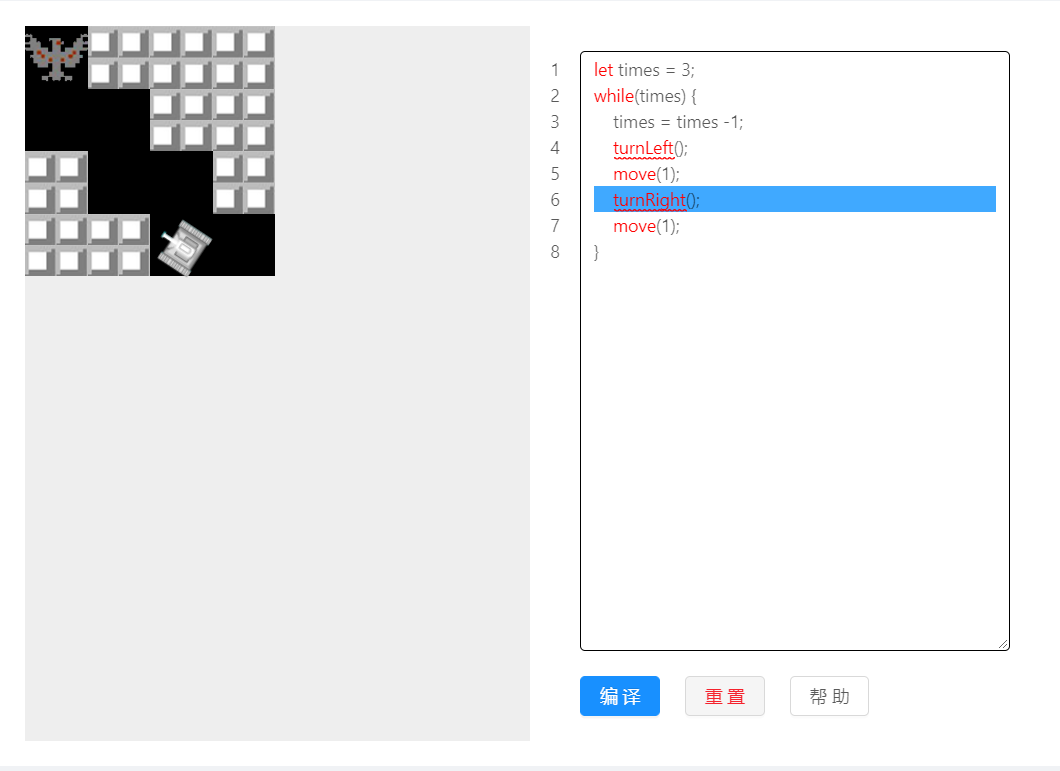 1 let times = 3;
2 while(times) {
3 times = times -1;
4 turnLeft();
5 move(1);
6 turnRight();
7 move(1);
8 }
编译 重置 帮助